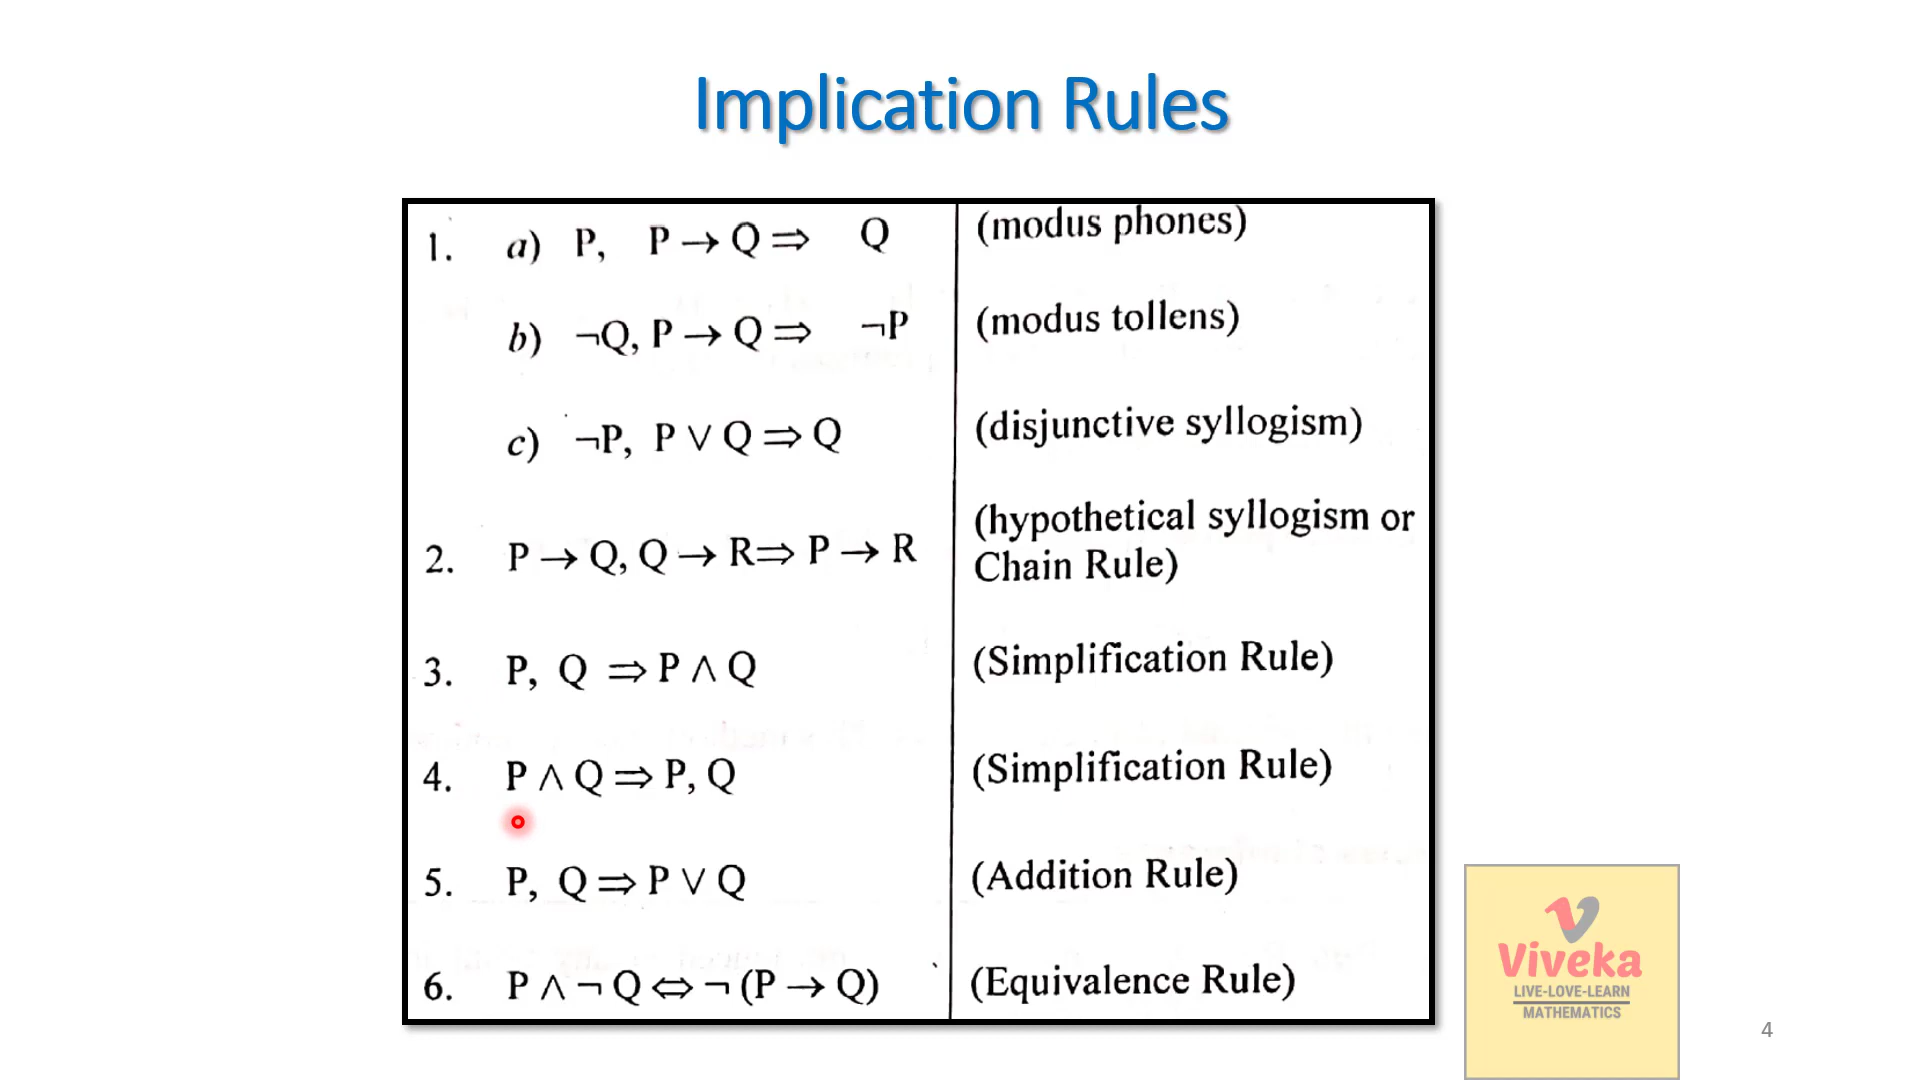 Implication Rules
1. a) P, P → Q ⇒ Q (modus phones)
b) ¬Q, P → Q ⇒ ¬P (modus tollens)
c) ¬P, P ∨ Q ⇒ Q (disjunctive syllogism)
2. P → Q, Q → R ⇒ P → R (hypothetical syllogism or
Chain Rule)
3. P, Q ⇒ P ∧ Q (Simplification Rule)
4. P ∧ Q ⇒ P, Q (Simplification Rule)
5. P, Q ⇒ P ∨ Q (Addition Rule)
6. P ∧ ¬ Q ⇔ ¬ (P → Q) (Equivalence Rule)
Viveka
LIVE-LOVE-LEARN
MATHEMATICS
4